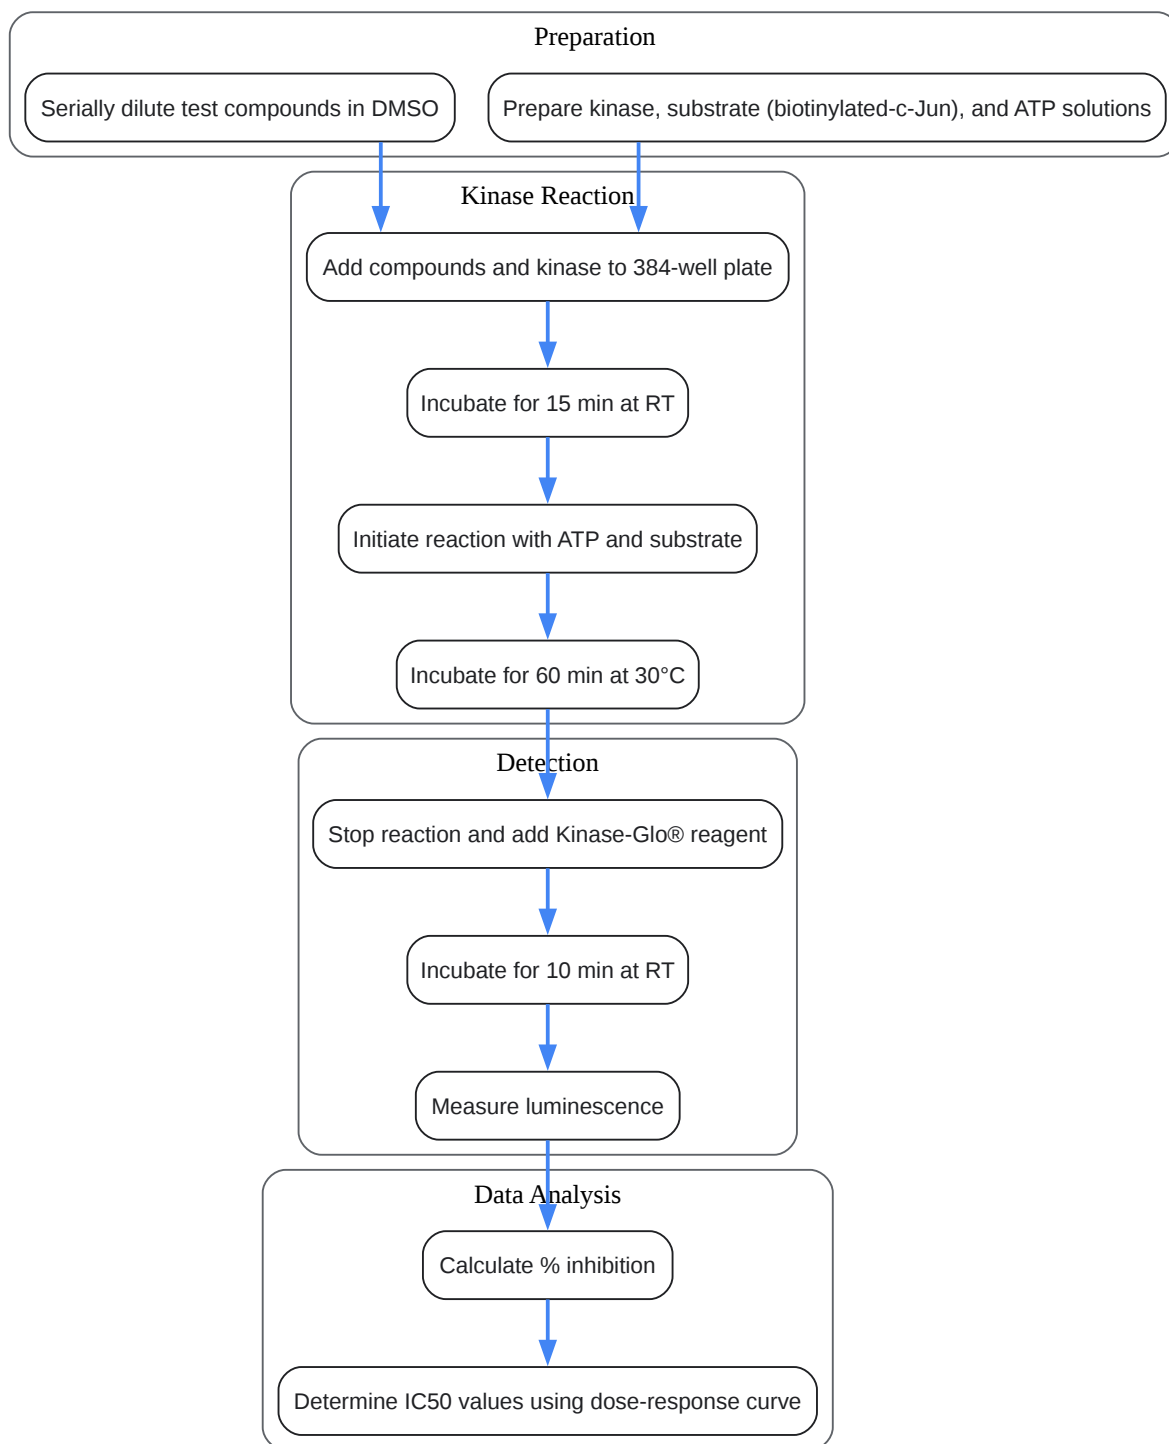 Preparation
Serially dilute test compounds in DMSO
Prepare kinase, substrate (biotinylated-c-Jun), and ATP solutions
Kinase Reaction
Add compounds and kinase to 384-well plate
Incubate for 15 min at RT
Initiate reaction with ATP and substrate
Incubate for 60 min at 30°C
Detection
Stop reaction and add Kinase-Glo® reagent
Incubate for 10 min at RT
Measure luminescence
Data Analysis
Calculate % inhibition
Determine IC50 values using dose-response curve